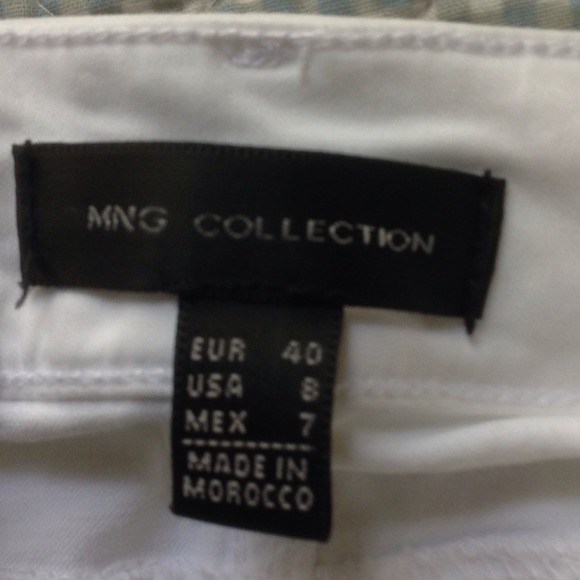 MNG COLLECTION
EUR 40
USA 8
MEX 7
MADE IN
MOROCCO